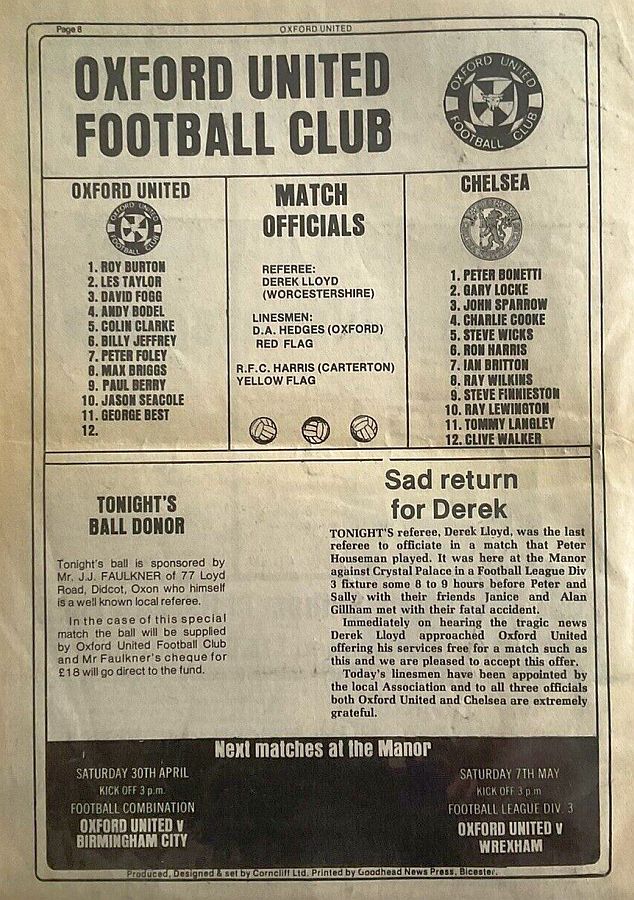 Page 8
OXFORD UNITED
OXFORD UNITED
FOOTBALL CLUB
OXFORD UNITED
FOOTBALL CLUB
OXFORD UNITED
OXFORD UNITED
FOOTBALL CLUB
1. ROY BURTON
2. LES TAYLOR
3. DAVID FOGG
4. ANDY BODEL
5. COLIN CLARKE
6. BILLY JEFFREY
7. PETER FOLEY
8. MAX BRIGGS
9. PAUL BERRY
10. JASON SEACOLE
11. GEORGE BEST
12.
MATCH
OFFICIALS
REFEREE:
DEREK LLOYD
(WORCESTERSHIRE)
LINESMEN:
D.A. HEDGES (OXFORD)
RED FLAG
R.F.C. HARRIS (CARTERTON)
YELLOW FLAG
CHELSEA
1. PETER BONETTI
2. GARY LOCKE
3. JOHN SPARROW
4. CHARLIE COOKE
5. STEVE WICKS
6. RON HARRIS
7. IAN BRITTON
8. RAY WILKINS
9. STEVE FINNIESTON
10. RAY LEWINGTON
11. TOMMY LANGLEY
12. CLIVE WALKER
TONIGHT'S
BALL DONOR
Tonight's ball is sponsored by
Mr. J.J. FAULKNER of 77 Loyd
Road, Didcot, Oxon who himself
is a well known local referee.
In the case of this special
match the ball will be supplied
by Oxford United Football Club
and Mr Faulkner's cheque for
£18 will go direct to the fund.
Sad return
for Derek
TONIGHT'S referee, Derek Lloyd, was the last
referee to officiate in a match that Peter
Houseman played. It was here at the Manor
against Crystal Palace in a Football League Div
3 fixture some 8 to 9 hours before Peter and
Sally with their friends Janice and Alan
Gillham met with their fatal accident.
Immediately on hearing the tragic news
Derek Lloyd approached Oxford United
offering his services free for a match such as
this and we are pleased to accept this offer.
Today's linesmen have been appointed by
the local Association and to all three officials
both Oxford United and Chelsea are extremely
grateful.
Next matches at the Manor
SATURDAY 30TH APRIL
KICK OFF 3 p.m.
FOOTBALL COMBINATION
OXFORD UNITED v
BIRMINGHAM CITY
SATURDAY 7TH MAY
KICK OFF 3 p m
FOOTBALL LEAGUE DIV. 3
OXFORD UNITED v
WREXHAM
Produced, Designed & set by Corncliff Ltd. Printed by Goodhead News Press, Bicester.